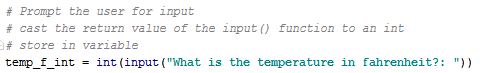 # Prompt the user for input
# cast the return value of the input() function to an int
# store in variable
temp_f_int = int(input("What is the temperature in fahrenheit?: "))